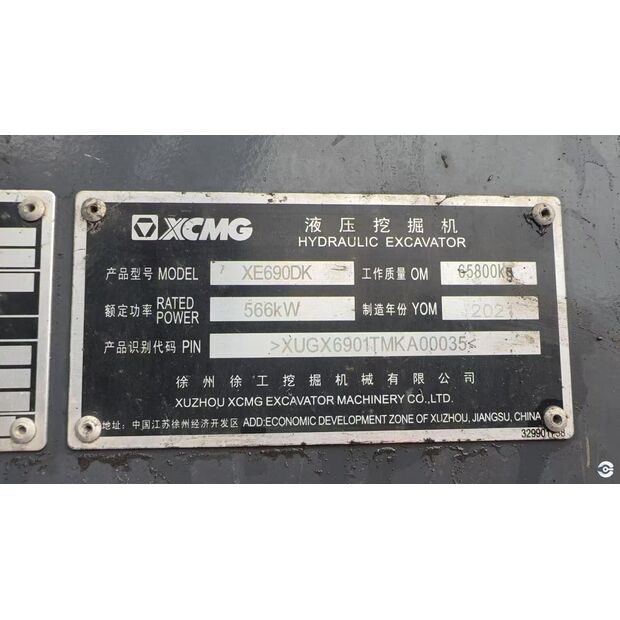 XCMG 液压挖掘机
HYDRAULIC EXCAVATOR
产品型号 MODEL XE690DK 工作质量 OM 65800kg
额定功率 RATED POWER 566kW 制造年份 YOM 2021
产品识别代码 PIN >XUGX6901TMKA00035<
徐州徐工挖掘机械有限公司
XUZHOU XCMG EXCAVATOR MACHINERY CO.,LTD.
地址: 中国江苏徐州经济开发区 ADD:ECONOMIC DEVELOPMENT ZONE OF XUZHOU, JIANGSU, CHINA